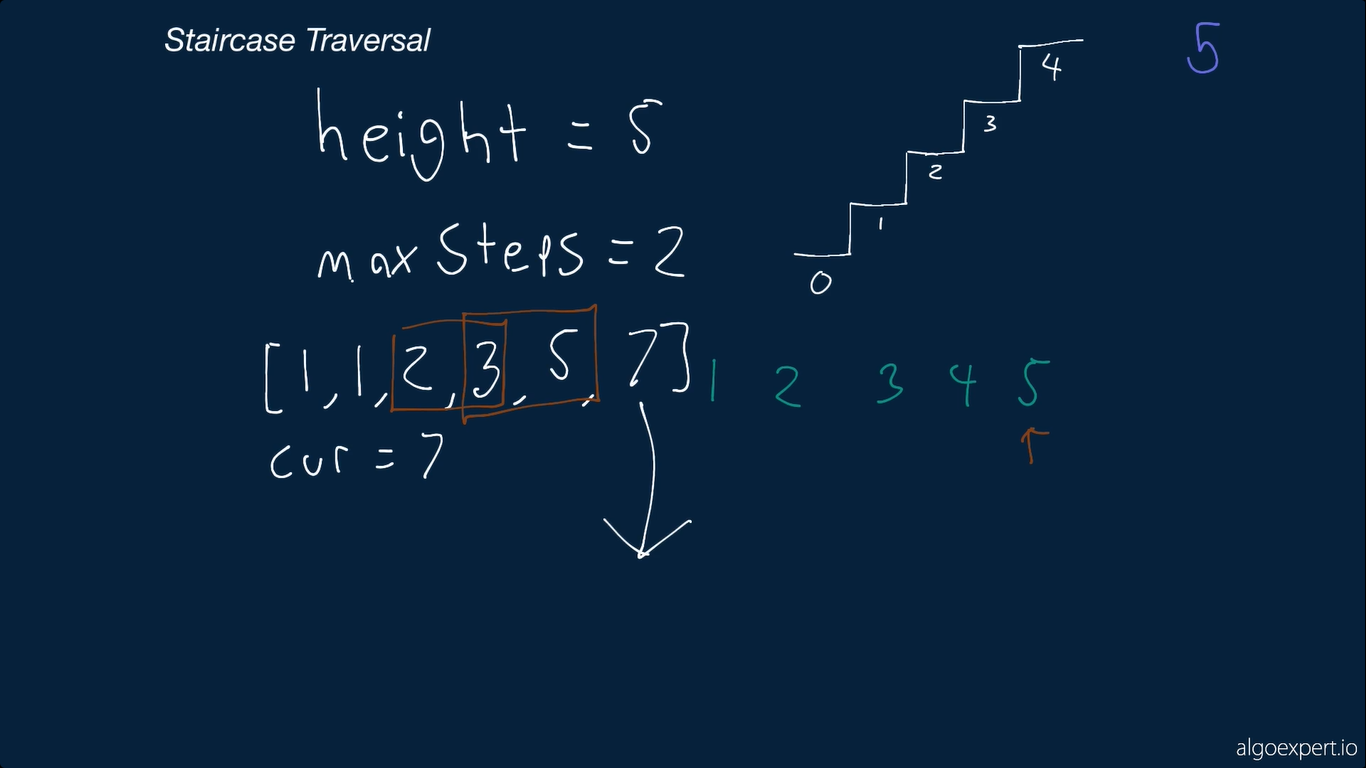 Staircase Traversal
5
height = 5
4
3
2
1
0
maxSteps = 2
[1,1,2,3,5,7] 1 2 3 4 5
cur = 7
algoexpert.io